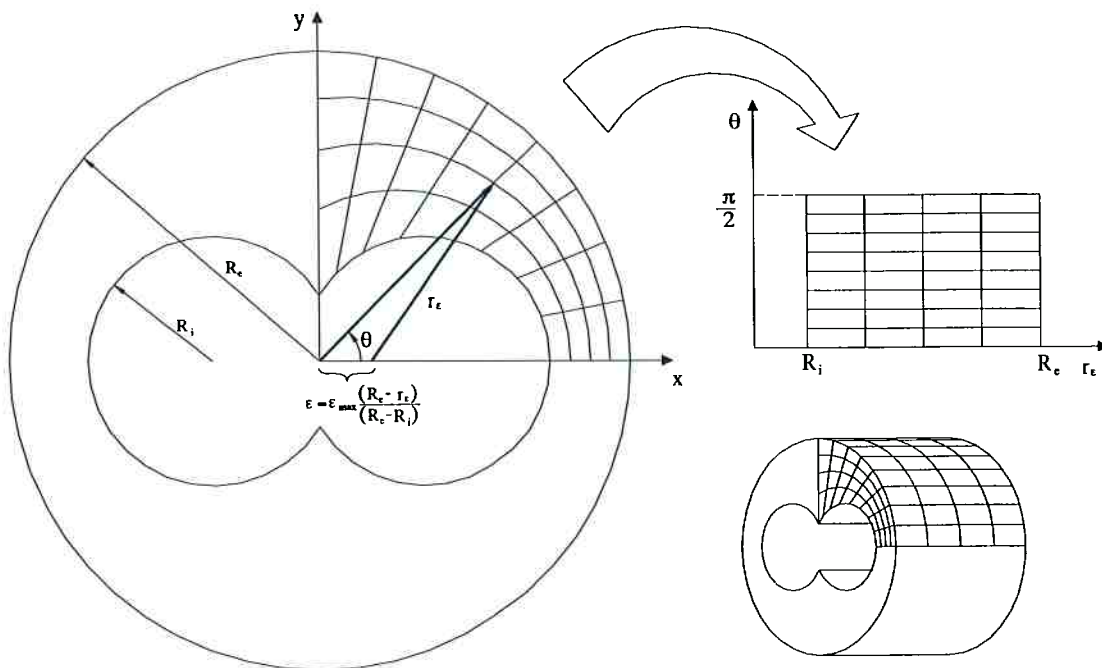 y
R_e
R_i
r_ε
θ
x
ε = ε_max (R_e - r_ε) / (R_e - R_i)
θ
π/2
R_i
R_e
r_ε